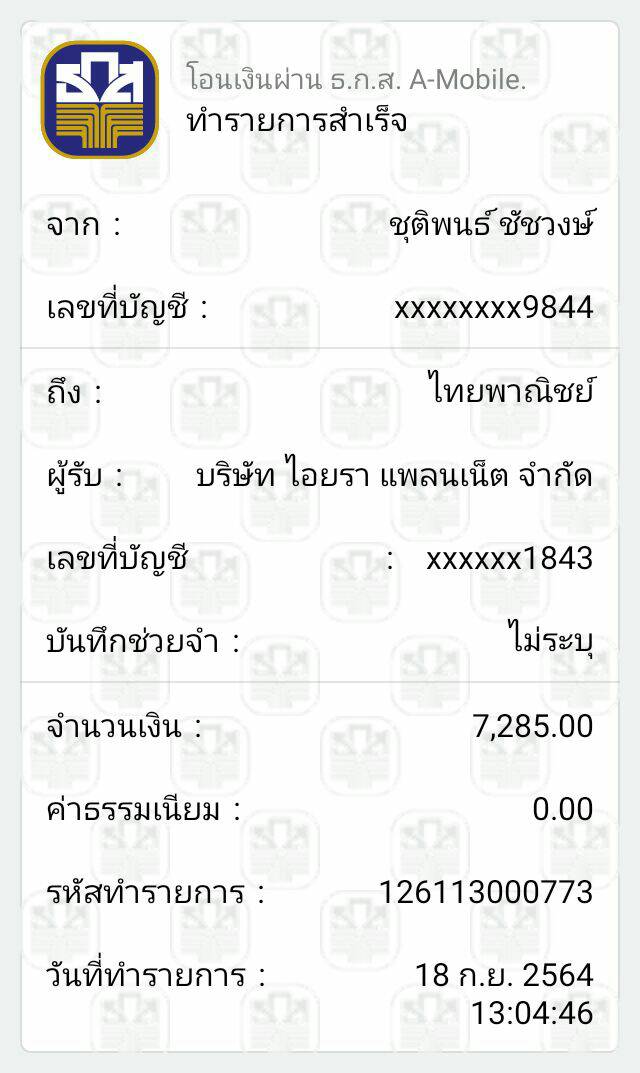 ธกส
โอนเงินผ่าน ธ.ก.ส. A-Mobile.
ทำรายการสำเร็จ
จาก : ชุติพนธ์ ชัชวงษ์
เลขที่บัญชี : xxxxxxxx9844
ถึง : ไทยพาณิชย์
ผู้รับ : บริษัท ไอยรา แพลนเน็ต จำกัด
เลขที่บัญชี : xxxxxx1843
บันทึกช่วยจำ : ไม่ระบุ
จำนวนเงิน : 7,285.00
ค่าธรรมเนียม : 0.00
รหัสทำรายการ : 126113000773
วันที่ทำรายการ : 18 ก.ย. 2564
13:04:46